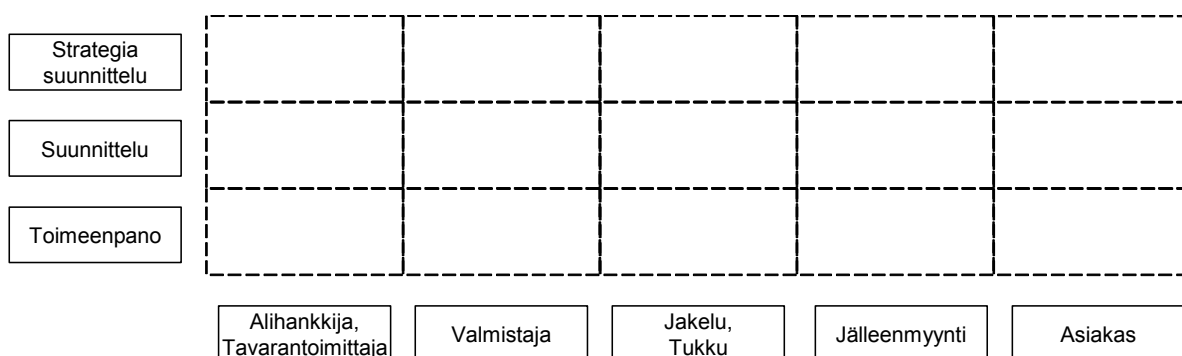 Strategia
suunnittelu
Suunnittelu
Toimeenpano
Alihankkija,
Tavarantoimittaja
Valmistaja
Jakelu,
Tukku
Jälleenmyynti
Asiakas